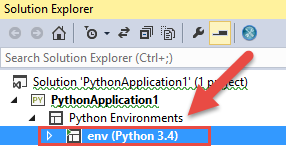 Solution Explorer
Search Solution Explorer (Ctrl+;)
Solution 'PythonApplication1' (1 project)
PY PythonApplication1
Python Environments
env (Python 3.4)